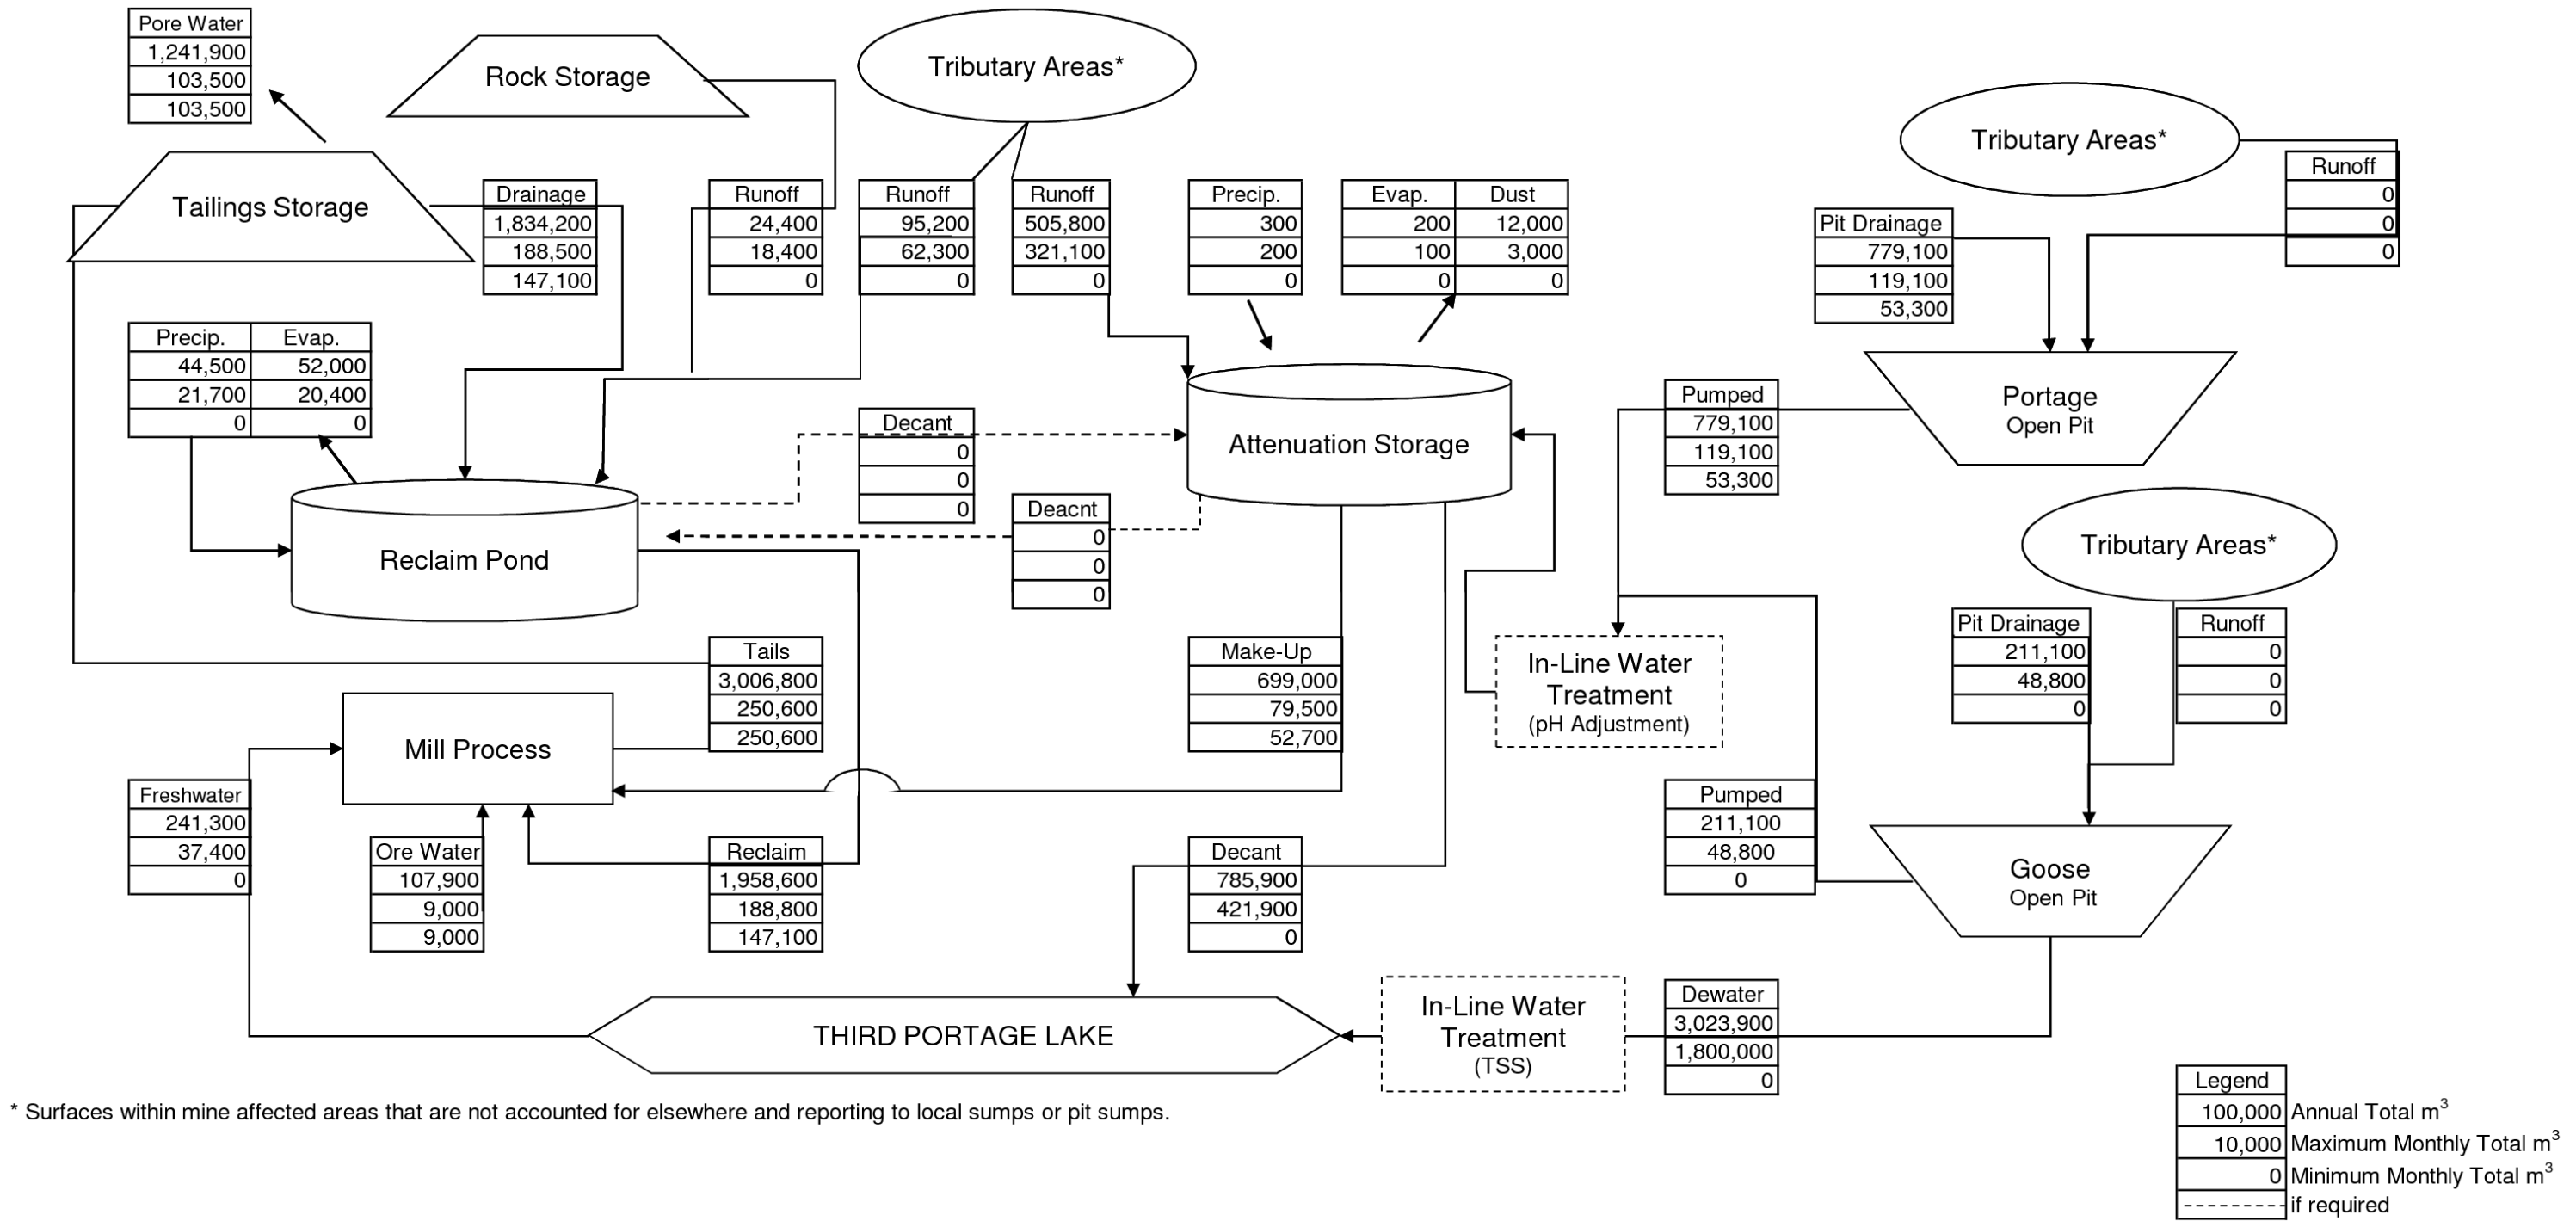 Pore Water
1,241,900
103,500
103,500
Rock Storage
Tributary Areas*
Tributary Areas*
Tailings Storage
Drainage
1,834,200
188,500
147,100
Runoff
24,400
18,400
0
Runoff
95,200
62,300
0
Runoff
505,800
321,100
0
Precip.
300
200
0
Evap. Dust
200 12,000
100 3,000
0 0
Runoff
0
0
0
Pit Drainage
779,100
119,100
53,300
Precip. Evap.
44,500 52,000
21,700 20,400
0 0
Portage
Open Pit
Pumped
779,100
119,100
53,300
Decant
0
0
0
Attenuation Storage
Deacnt
0
0
0
Reclaim Pond
Tributary Areas*
Pit Drainage
211,100
48,800
0
Runoff
0
0
0
Tails
3,006,800
250,600
250,600
Make-Up
699,000
79,500
52,700
In-Line Water
Treatment
(pH Adjustment)
Mill Process
Freshwater
241,300
37,400
0
Ore Water
107,900
9,000
9,000
Reclaim
1,958,600
188,800
147,100
Decant
785,900
421,900
0
Pumped
211,100
48,800
0
Goose
Open Pit
THIRD PORTAGE LAKE
In-Line Water
Treatment
(TSS)
Dewater
3,023,900
1,800,000
0
* Surfaces within mine affected areas that are not accounted for elsewhere and reporting to local sumps or pit sumps.
Legend
100,000 Annual Total m³
10,000 Maximum Monthly Total m³
0 Minimum Monthly Total m³
if required